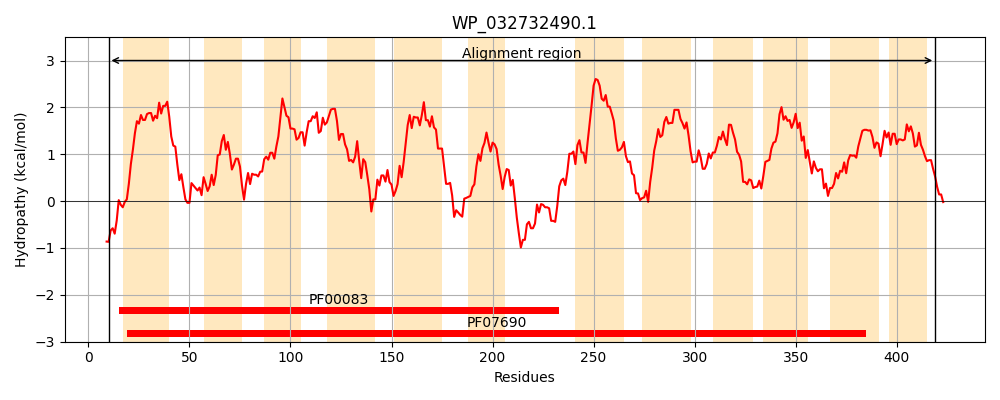 WP_032732490.1
Alignment region
Hydropathy (kcal/mol)
3
2
1
0
−1
−2
−3
PF00083
PF07690
0 50 100 150 200 250 300 350 400
Residues